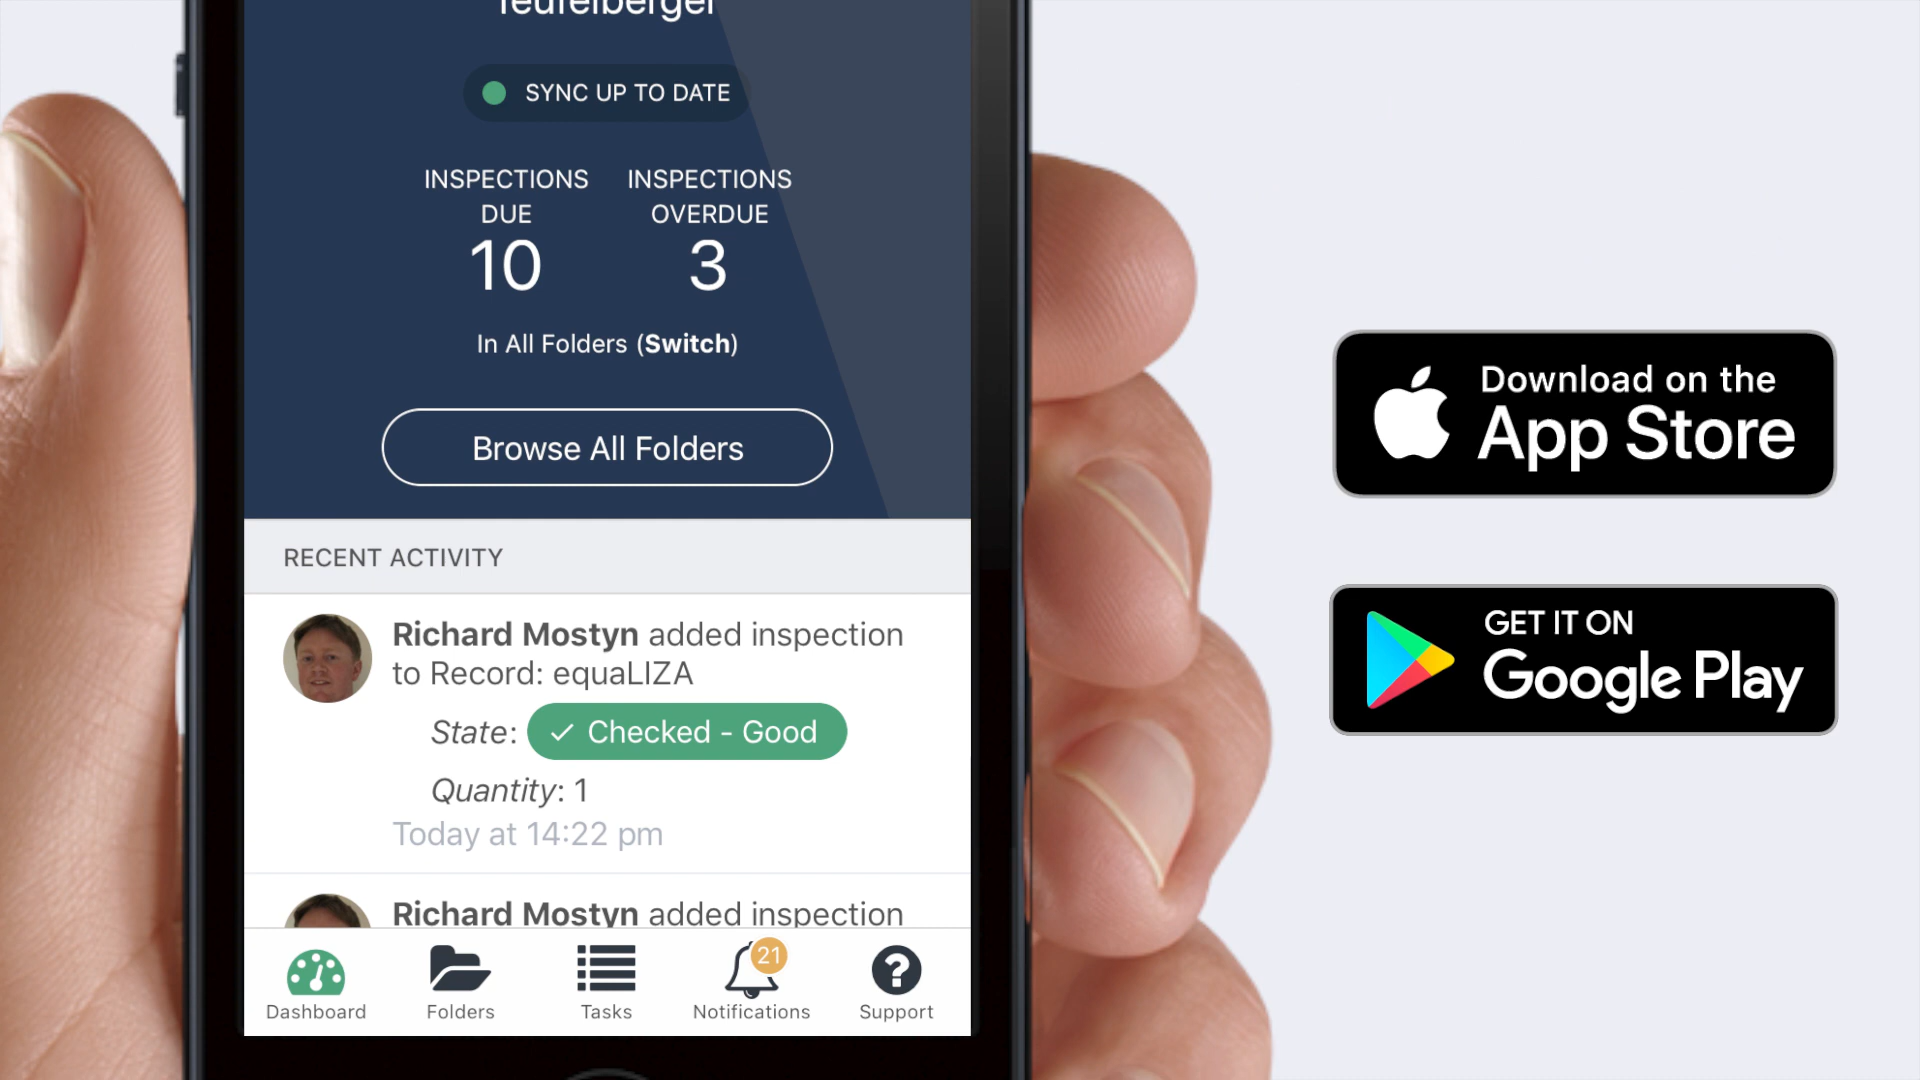 Teufelberger
SYNC UP TO DATE
INSPECTIONS DUE
10
INSPECTIONS OVERDUE
3
In All Folders (Switch)
Browse All Folders
RECENT ACTIVITY
Richard Mostyn added inspection
to Record: equaLIZA
State: ✓ Checked - Good
Quantity: 1
Today at 14:22 pm
Richard Mostyn added inspection
Dashboard
Folders
Tasks
21
Notifications
?
Support
Download on the
App Store
GET IT ON
Google Play